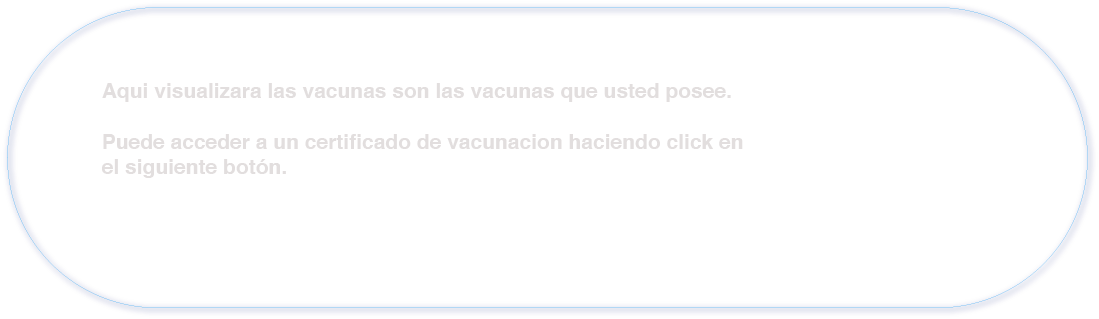 Aqui visualizara las vacunas son las vacunas que usted posee.
Puede acceder a un certificado de vacunacion haciendo click en
el siguiente botón.